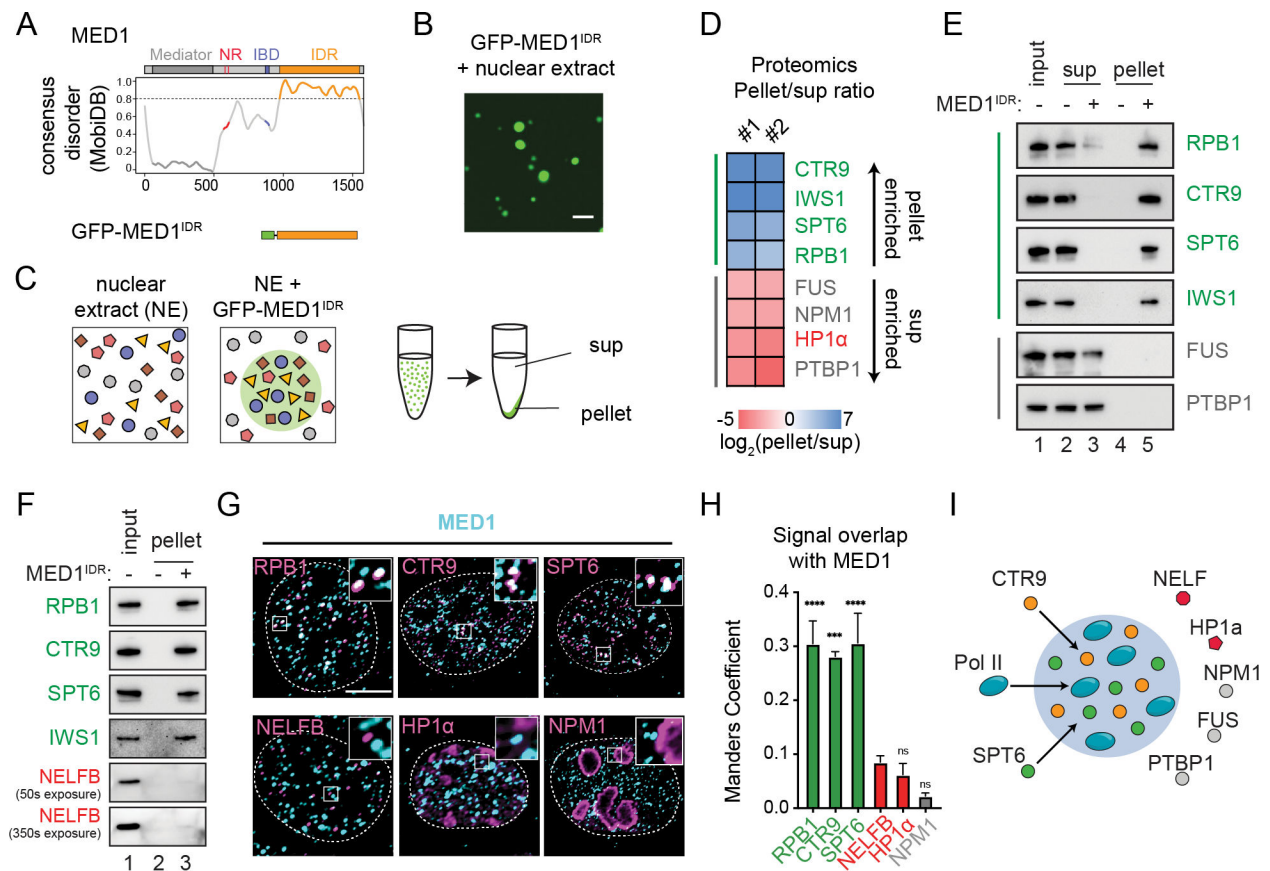 A
MED1
Mediator NR IBD IDR
consensus
disorder
(MobiDB)
1.0
0.8
0.6
0.4
0.2
0.0
0 500 1000 1500
GFP-MED1IDR
B
GFP-MED1IDR
+ nuclear extract
C
nuclear
extract (NE)
NE +
GFP-MED1IDR
sup
pellet
D
Proteomics
Pellet/sup ratio
#1 #2
CTR9
IWS1
SPT6
RPB1
FUS
NPM1
HP1α
PTBP1
pellet
enriched
sup
enriched
-5 0 7
log2(pellet/sup)
E
input
sup pellet
MED1IDR: - - + - +
RPB1
CTR9
SPT6
IWS1
FUS
PTBP1
1 2 3 4 5
F
input
pellet
MED1IDR: - - +
RPB1
CTR9
SPT6
IWS1
NELFB
(50s exposure)
NELFB
(350s exposure)
1 2 3
G
MED1
RPB1 CTR9 SPT6
NELFB HP1α NPM1
H
Signal overlap
with MED1
Manders Coefficient
0.4
0.3
0.2
0.1
0.0
**** *** **** ns ns
RPB1 CTR9 SPT6 NELFB HP1α NPM1
I
CTR9
Pol II
SPT6
NELF
HP1a
NPM1
FUS
PTBP1